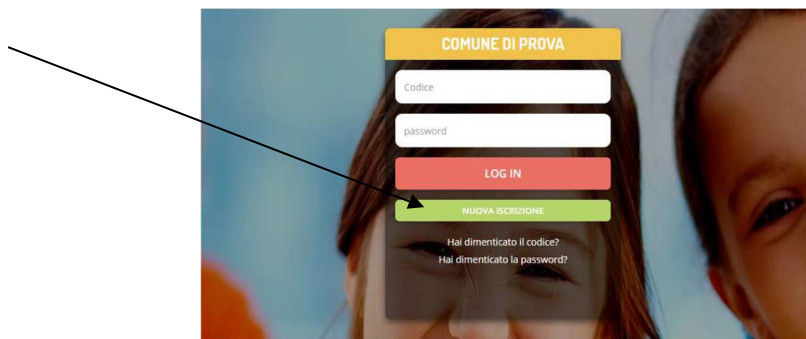 COMUNE DI PROVA
Codice
password
LOG IN
NUOVA ISCRIZIONE
Hai dimenticato il codice?
Hai dimenticato la password?